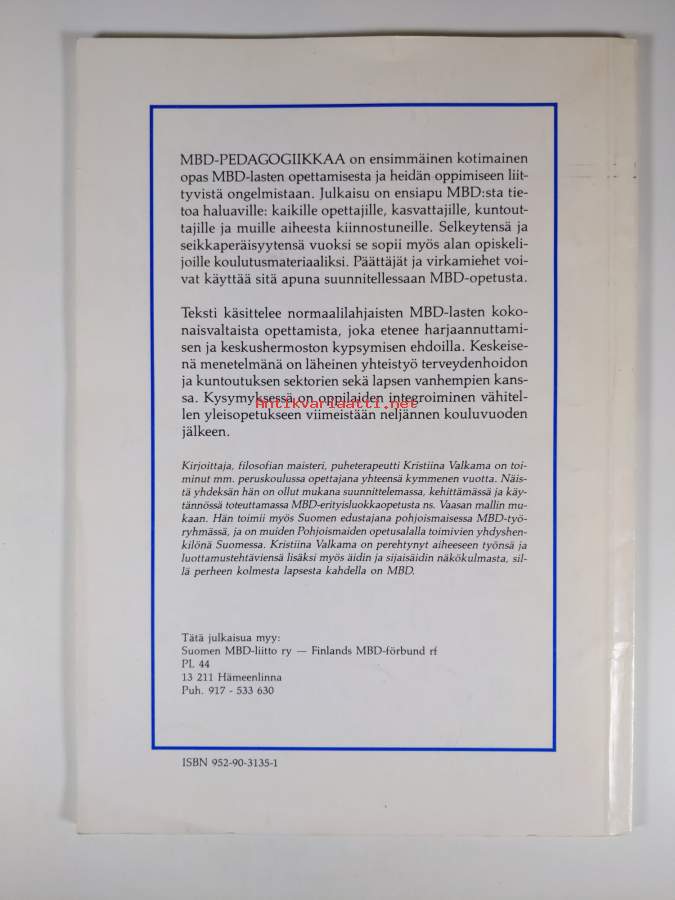 MBD-PEDAGOGIIKKAA on ensimmäinen kotimainen
opas MBD-lasten opettamisesta ja heidän oppimiseen liit-
tyvistä ongelmistaan. Julkaisu on ensiapu MBD:sta tie-
toa haluaville: kaikille opettajille, kasvattajille, kuntout-
tajille ja muille aiheesta kiinnostuneille. Selkeytensä ja
seikkaperäisyytensä vuoksi se sopii myös alan opiskeli-
joille koulutusmateriaaliksi. Päättäjät ja virkamiehet voi-
vat käyttää sitä apuna suunnitellessaan MBD-opetusta.
Teksti käsittelee normaalilahjaisten MBD-lasten koko-
naisvaltaista opettamista, joka etenee harjaannuttami-
sen ja keskushermoston kypsymisen ehdoilla. Keskeise-
nä menetelmänä on läheinen yhteistyö terveydenhoidon
ja kuntoutuksen sektorien sekä lapsen vanhempien kans-
sa. Kysymyksessä on oppilaiden integroiminen vähitel-
Antikvariaatti.net
len yleisopetukseen viimeistään neljännen kouluvuoden
jälkeen.
Kirjoittaja, filosofian maisteri, puheterapeutti Kristiina Valkama on toi-
minut mm. peruskoulussa opettajana yhteensä kymmenen vuotta. Näis-
tä yhdeksän hän on ollut mukana suunnittelemassa, kehittämässä ja käy-
tännössä toteuttamassa MBD-erityisluokkaopetusta ns. Vaasan mallin mu-
kaan. Hän toimii myös Suomen edustajana pohjoismaisessa MBD-työ-
ryhmässä, ja on muiden Pohjoismaiden opetusalalla toimivien yhdyshen-
kilönä Suomessa. Kristiina Valkama on perehtynyt aiheeseen työnsä ja
luottamustehtäviensä lisäksi myös äidin ja sijaisäidin näkökulmasta, sil-
lä perheen kolmesta lapsesta kahdella on MBD.
Tätä julkaisua myy:
Suomen MBD-liitto ry — Finlands MBD-förbund rf
PL 44
13 211 Hämeenlinna
Puh. 917 - 533 630
ISBN 952-90-3135-1